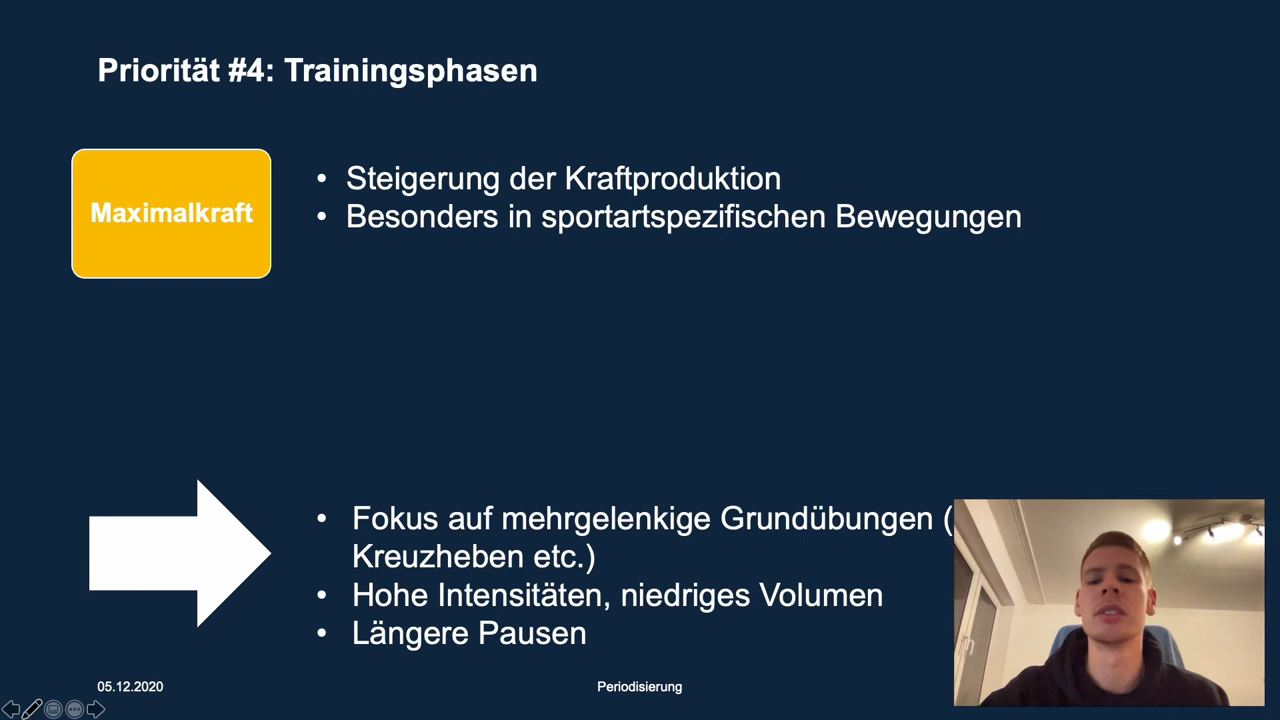 Priorität #4: Trainingsphasen
Maximalkraft
• Steigerung der Kraftproduktion
• Besonders in sportartspezifischen Bewegungen
• Fokus auf mehrgelenkige Grundübungen (
Kreuzheben etc.)
• Hohe Intensitäten, niedriges Volumen
• Längere Pausen
05.12.2020
Periodisierung